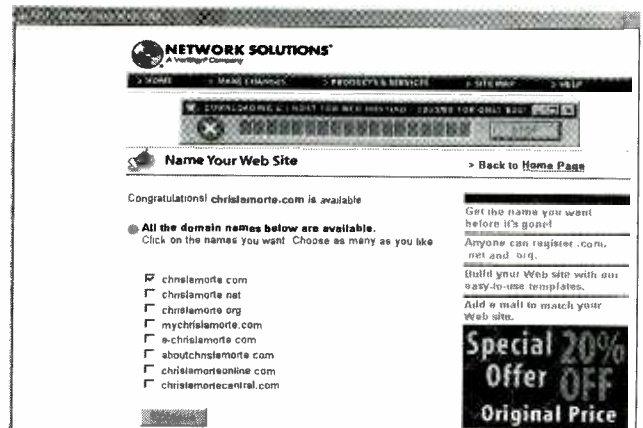 NETWORK SOLUTIONS
A VeriSign Company
> HOME > MAKE CHANGES > PRODUCTS & SERVICES > SITE MAP > HELP
Name Your Web Site
> Back to Home Page
Congratulations! chrislamorte.com is available
All the domain names below are available.
Click on the names you want Choose as many as you like
chrislamorte com
chrislamorte net
chrislamorte org
mychrislamorte.com
e-chrislamorte com
aboutchrislamorte com
chrislamorteonline com
chrislamortecentral.com
Get the name you want
before it's gone!
Anyone can register .com,
.net and .org.
Build your Web site with our
easy-to-use templates.
Add e mail to match your
Web site.
Special 20%
Offer OFF
Original Price